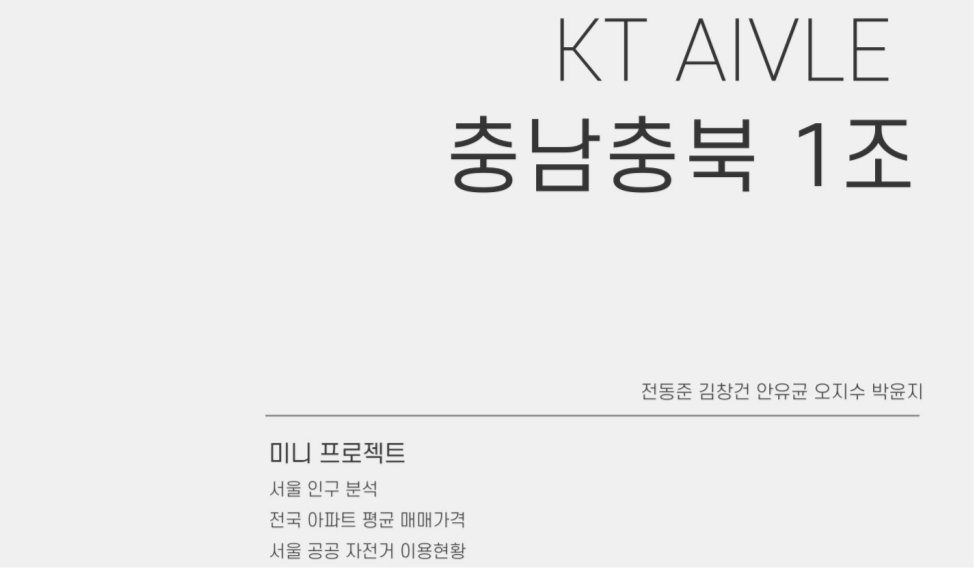 KT AIVLE
충남충북 1조
전동준 김창건 안유균 오지수 박윤지
미니 프로젝트
서울 인구 분석
전국 아파트 평균 매매가격
서울 공공 자전거 이용현황